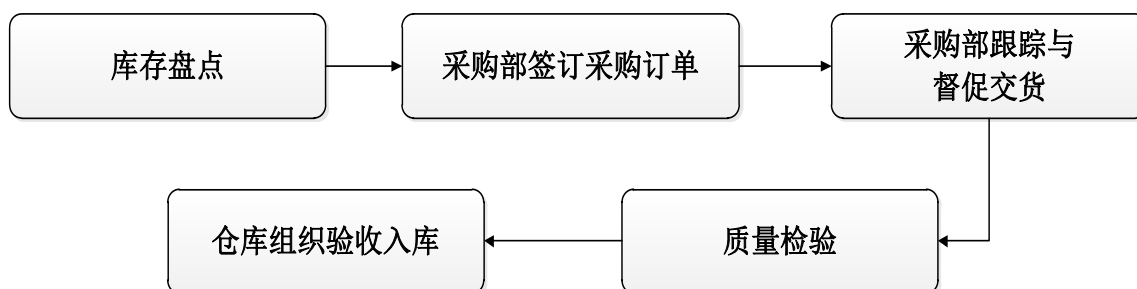 库存盘点
采购部签订采购订单
采购部跟踪与
督促交货
质量检验
仓库组织验收入库